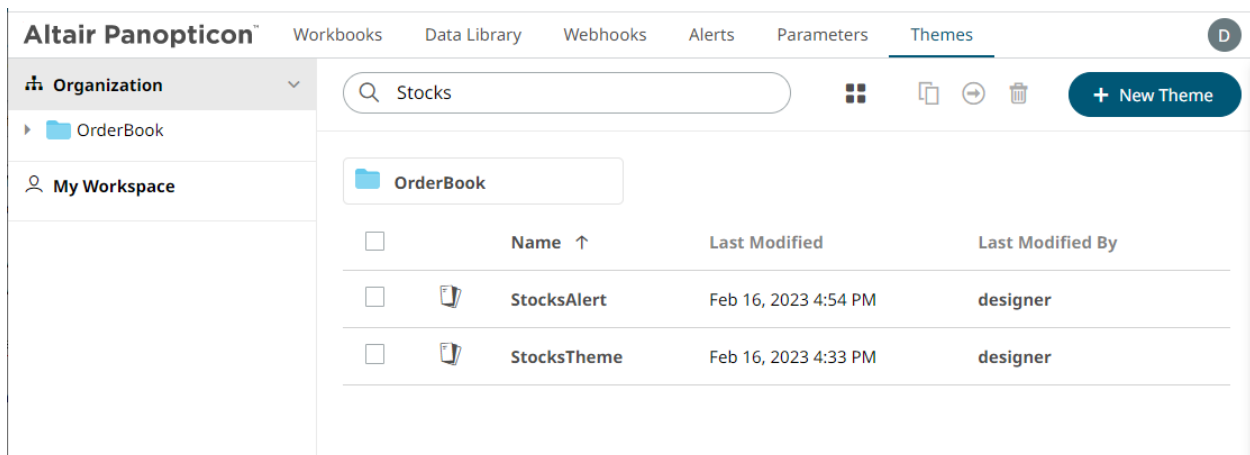 Altair Panopticon™ Workbooks Data Library Webhooks Alerts Parameters Themes D
Organization
OrderBook
My Workspace
Stocks
+ New Theme
OrderBook
Name ↑ Last Modified Last Modified By
StocksAlert Feb 16, 2023 4:54 PM designer
StocksTheme Feb 16, 2023 4:33 PM designer